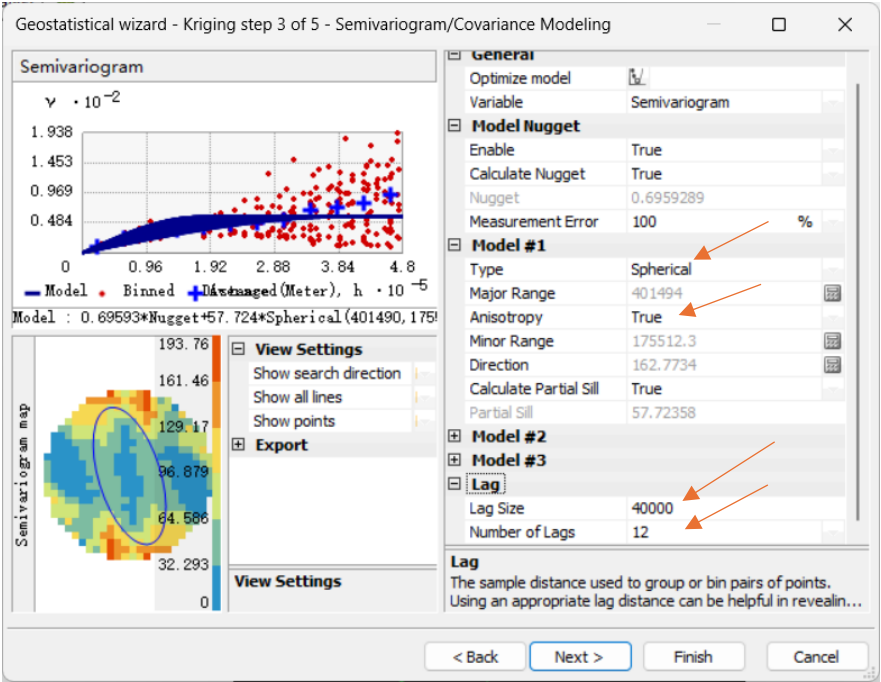 Geostatistical wizard - Kriging step 3 of 5 - Semivariogram/Covariance Modeling
Semivariogram
γ · 10 -2
1.938
1.453
0.969
0.484
0 0.96 1.92 2.88 3.84 4.8
Model Binned (Meter), h · 10 -5
Model : 0.69593*Nugget+57.724*Spherical(401490,175
Semivariogram map
193.76
161.46
129.17
96.879
64.586
32.293
0
View Settings
Show search direction
Show all lines
Show points
Export
View Settings
General
Optimize model
Variable Semivariogram
Model Nugget
Enable True
Calculate Nugget True
Nugget 0.6959289
Measurement Error 100 %
Model #1
Type Spherical
Major Range 401494
Anisotropy True
Minor Range 175512.3
Direction 162.7734
Calculate Partial Sill True
Partial Sill 57.72358
Model #2
Model #3
Lag
Lag Size 40000
Number of Lags 12
Lag
The sample distance used to group or bin pairs of points.
Using an appropriate lag distance can be helpful in revealin...
< Back Next > Finish Cancel